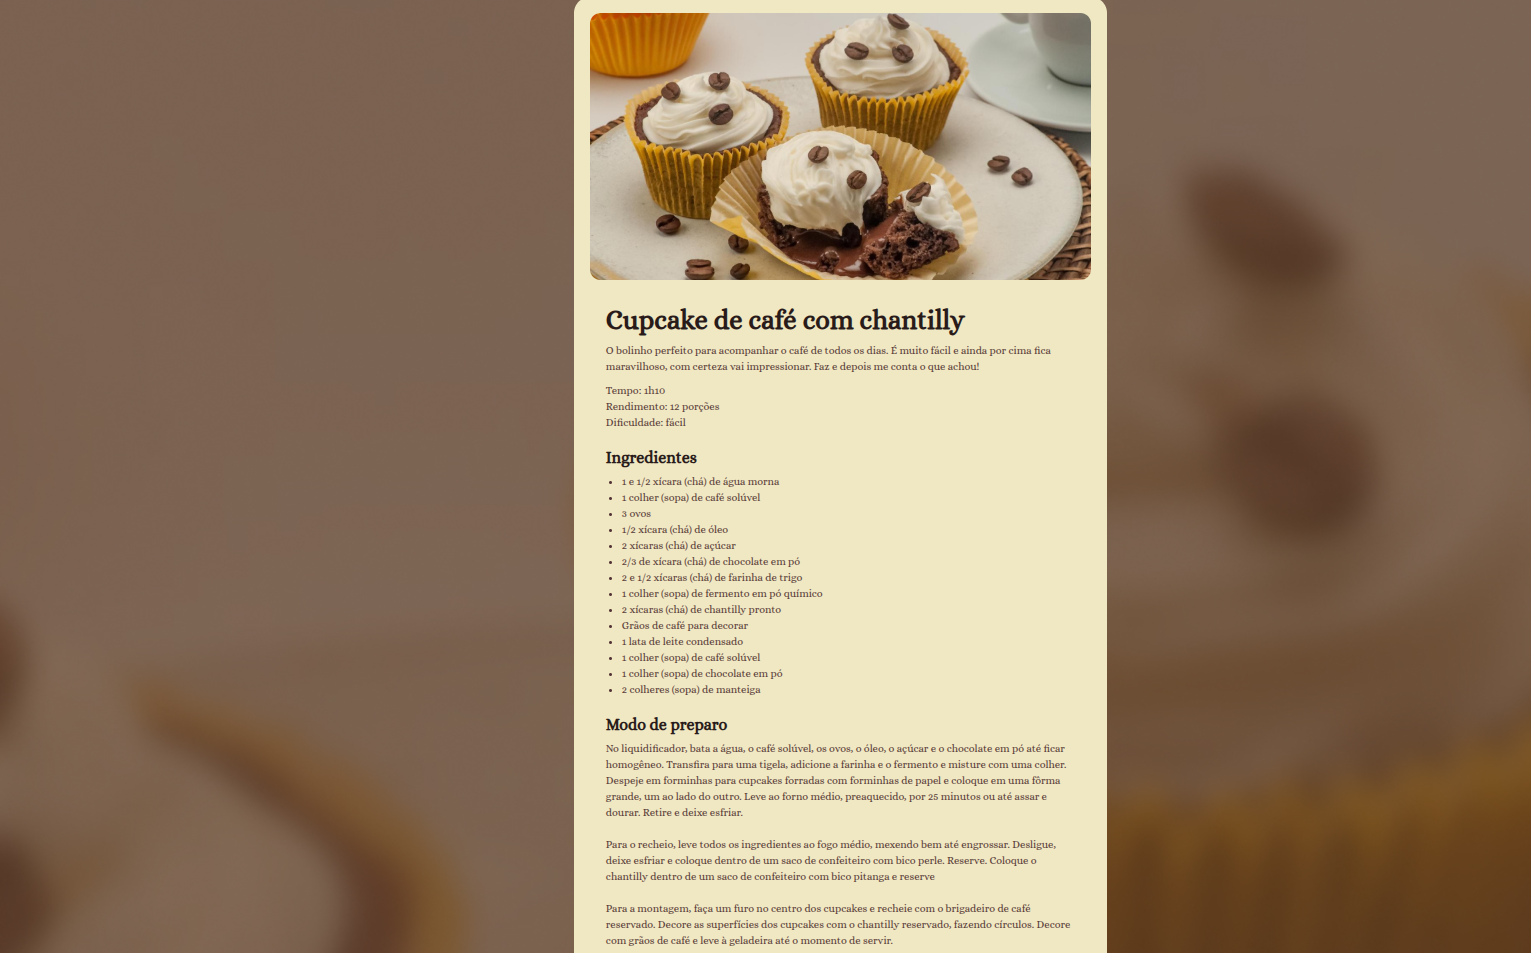 Cupcake de café com chantilly
O bolinho perfeito para acompanhar o café de todos os dias. É muito fácil e ainda por cima fica
maravilhoso, com certeza vai impressionar. Faz e depois me conta o que achou!
Tempo: 1h10
Rendimento: 12 porções
Dificuldade: fácil
Ingredientes
• 1 e 1/2 xícara (chá) de água morna
• 1 colher (sopa) de café solúvel
• 3 ovos
• 1/2 xícara (chá) de óleo
• 2 xícaras (chá) de açúcar
• 2/3 de xícara (chá) de chocolate em pó
• 2 e 1/2 xícaras (chá) de farinha de trigo
• 1 colher (sopa) de fermento em pó químico
• 2 xícaras (chá) de chantilly pronto
• Grãos de café para decorar
• 1 lata de leite condensado
• 1 colher (sopa) de café solúvel
• 1 colher (sopa) de chocolate em pó
• 2 colheres (sopa) de manteiga
Modo de preparo
No liquidificador, bata a água, o café solúvel, os ovos, o óleo, o açúcar e o chocolate em pó até ficar
homogêneo. Transfira para uma tigela, adicione a farinha e o fermento e misture com uma colher.
Despeje em forminhas para cupcakes forradas com forminhas de papel e coloque em uma fôrma
grande, um ao lado do outro. Leve ao forno médio, preaquecido, por 25 minutos ou até assar e
dourar. Retire e deixe esfriar.
Para o recheio, leve todos os ingredientes ao fogo médio, mexendo bem até engrossar. Desligue,
deixe esfriar e coloque dentro de um saco de confeiteiro com bico perle. Reserve. Coloque o
chantilly dentro de um saco de confeiteiro com bico pitanga e reserve
Para a montagem, faça um furo no centro dos cupcakes e recheie com o brigadeiro de café
reservado. Decore as superfícies dos cupcakes com o chantilly reservado, fazendo círculos. Decore
com grãos de café e leve à geladeira até o momento de servir.